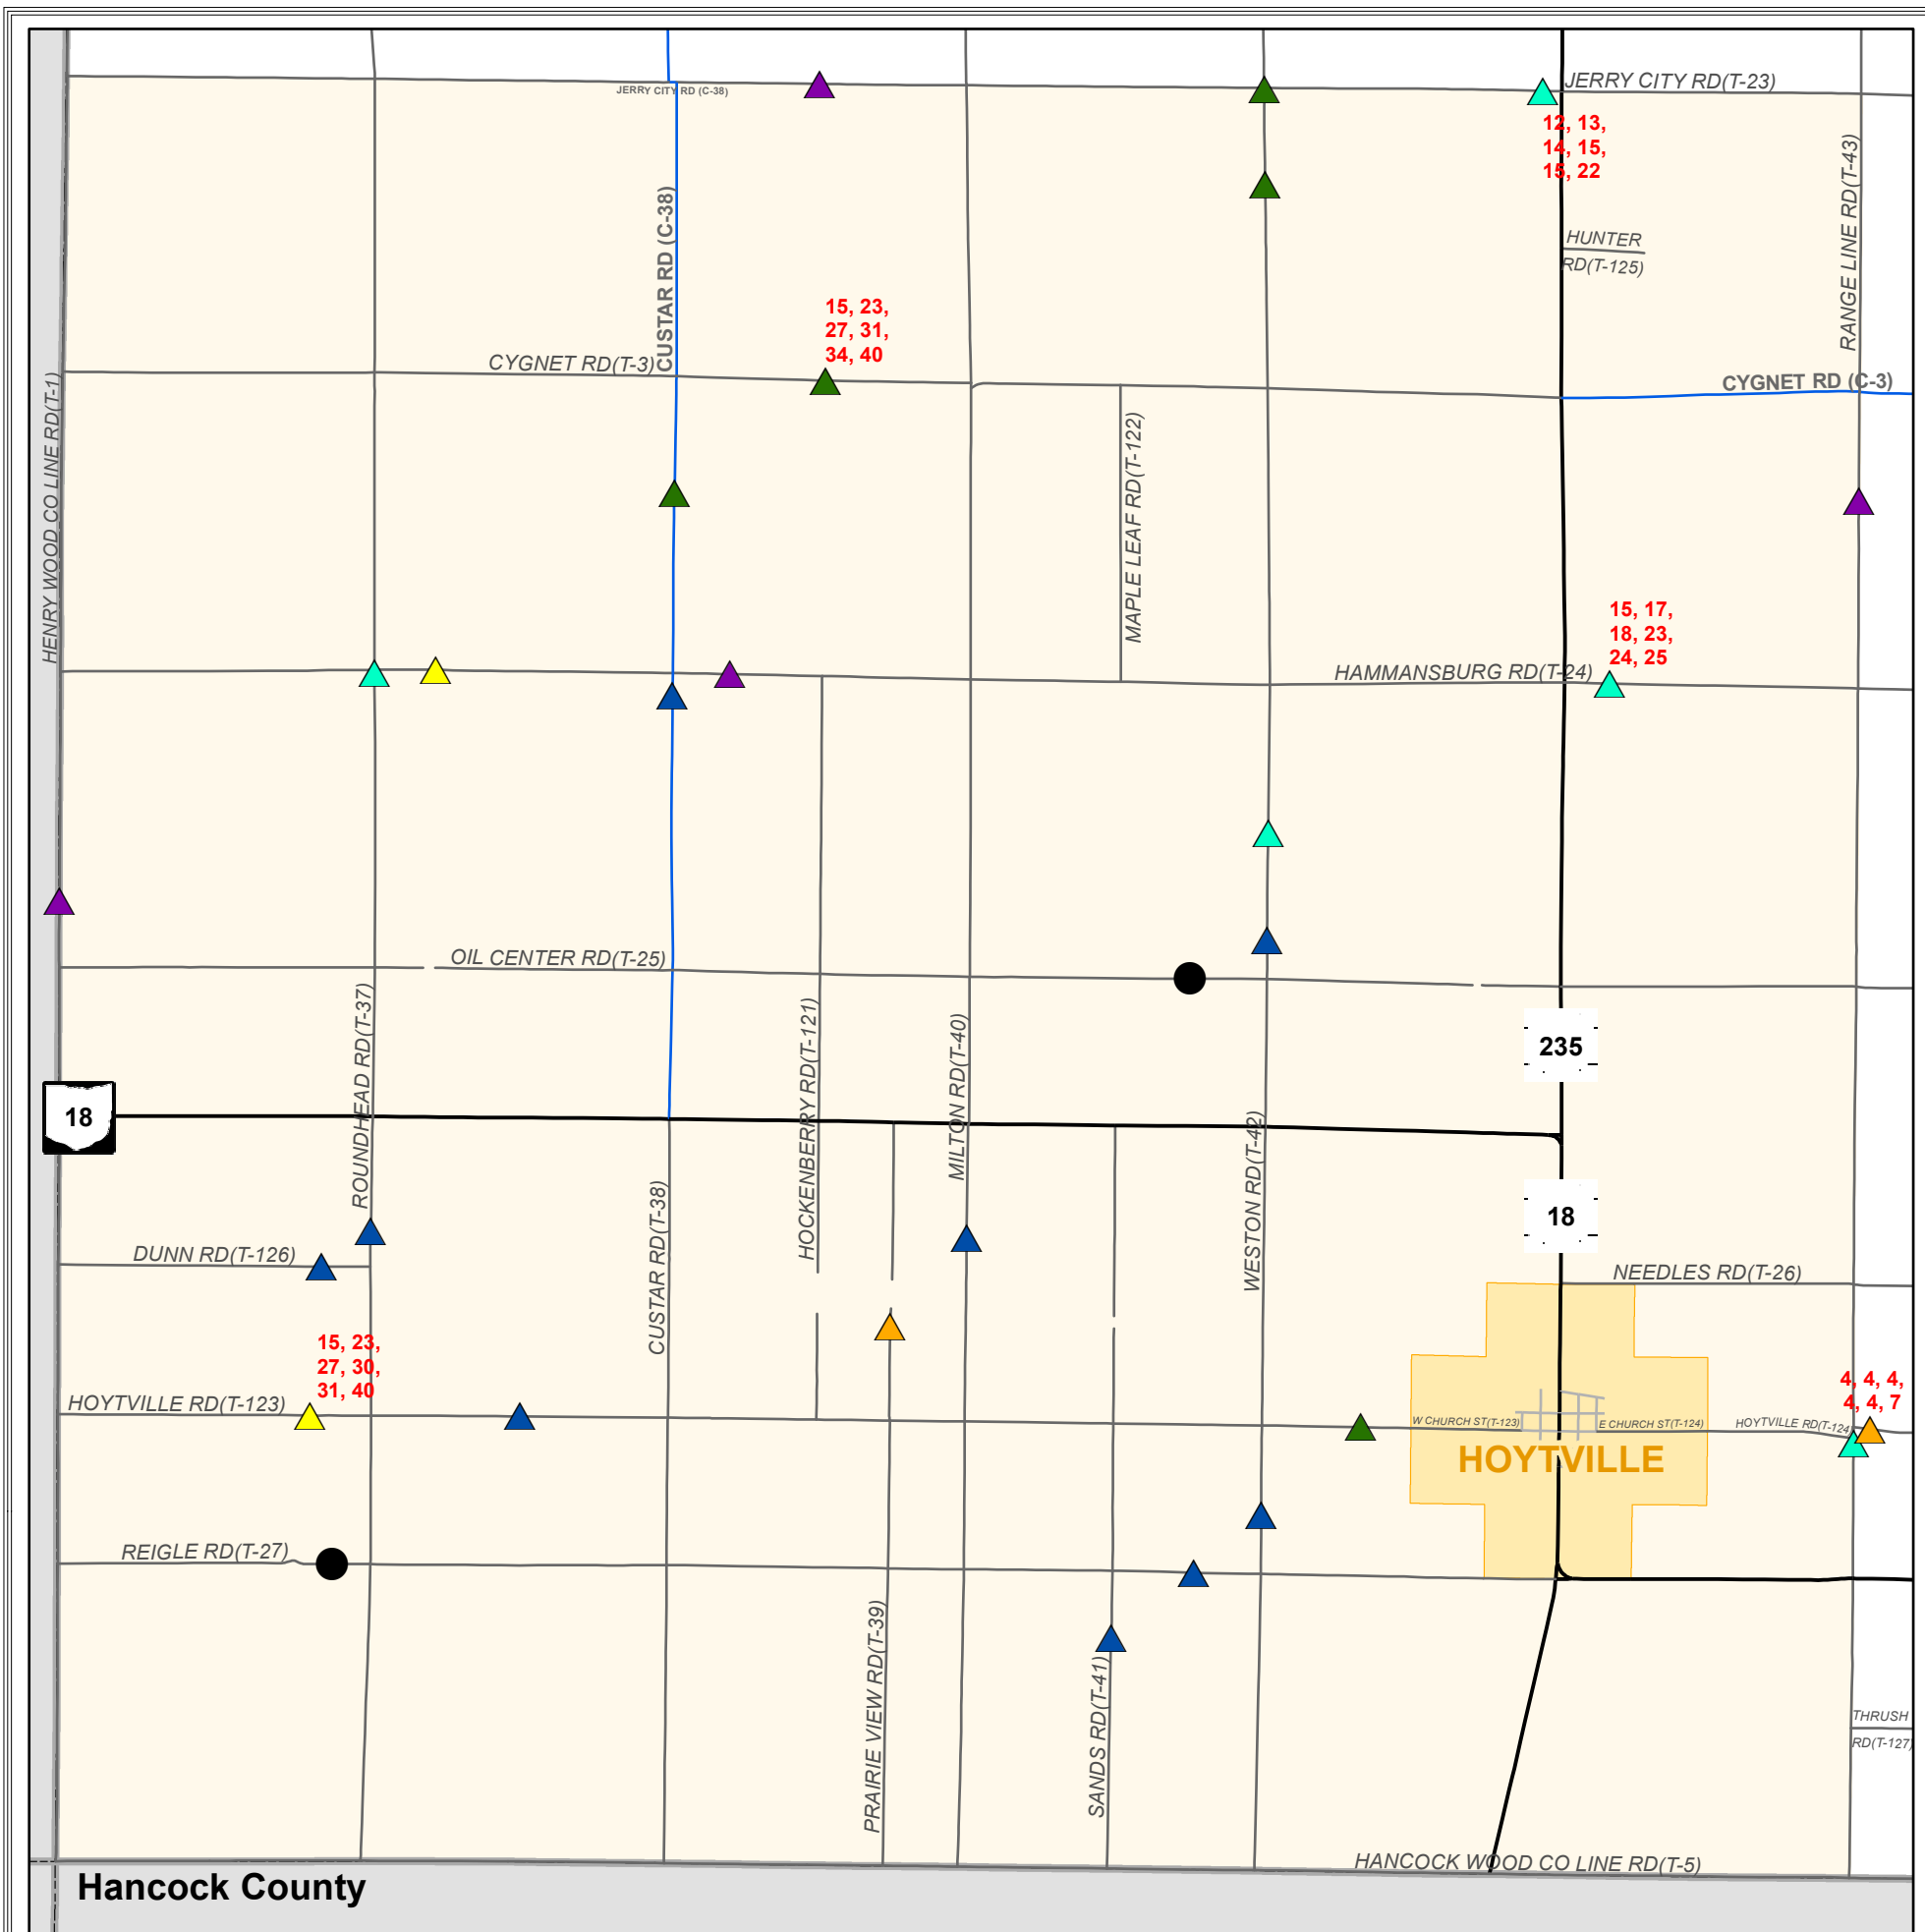 JERRY CITY RD(T-23)
JERRY CITY RD (C-38)
12, 13,
14, 15,
15, 22
RANGE LINE RD(T-43)
CUSTAR RD (C-38)
HUNTER
RD(T-125)
15, 23,
27, 31,
34, 40
CYGNET RD(T-3)
CYGNET RD (C-3)
HENRY WOOD CO LINE RD(T-1)
MAPLE LEAF RD(T-122)
15, 17,
18, 23,
24, 25
HAMMANSBURG RD(T-24)
OIL CENTER RD(T-25)
ROUNDHEAD RD(T-37)
HOCKENBERRY RD(T-121)
MILTON RD(T-40)
235
18
WESTON RD(T-42)
CUSTAR RD(T-38)
18
DUNN RD(T-126)
NEEDLES RD(T-26)
15, 23,
27, 30,
31, 40
4, 4, 4,
4, 4, 7
HOYTVILLE RD(T-123)
W CHURCH ST(T-123)
E CHURCH ST(T-124)
HOYTVILLE RD(T-124
HOYTVILLE
REIGLE RD(T-27)
PRAIRIE VIEW RD(T-39)
SANDS RD(T-41)
THRUSH
RD(T-127)
HANCOCK WOOD CO LINE RD(T-5)
Hancock County